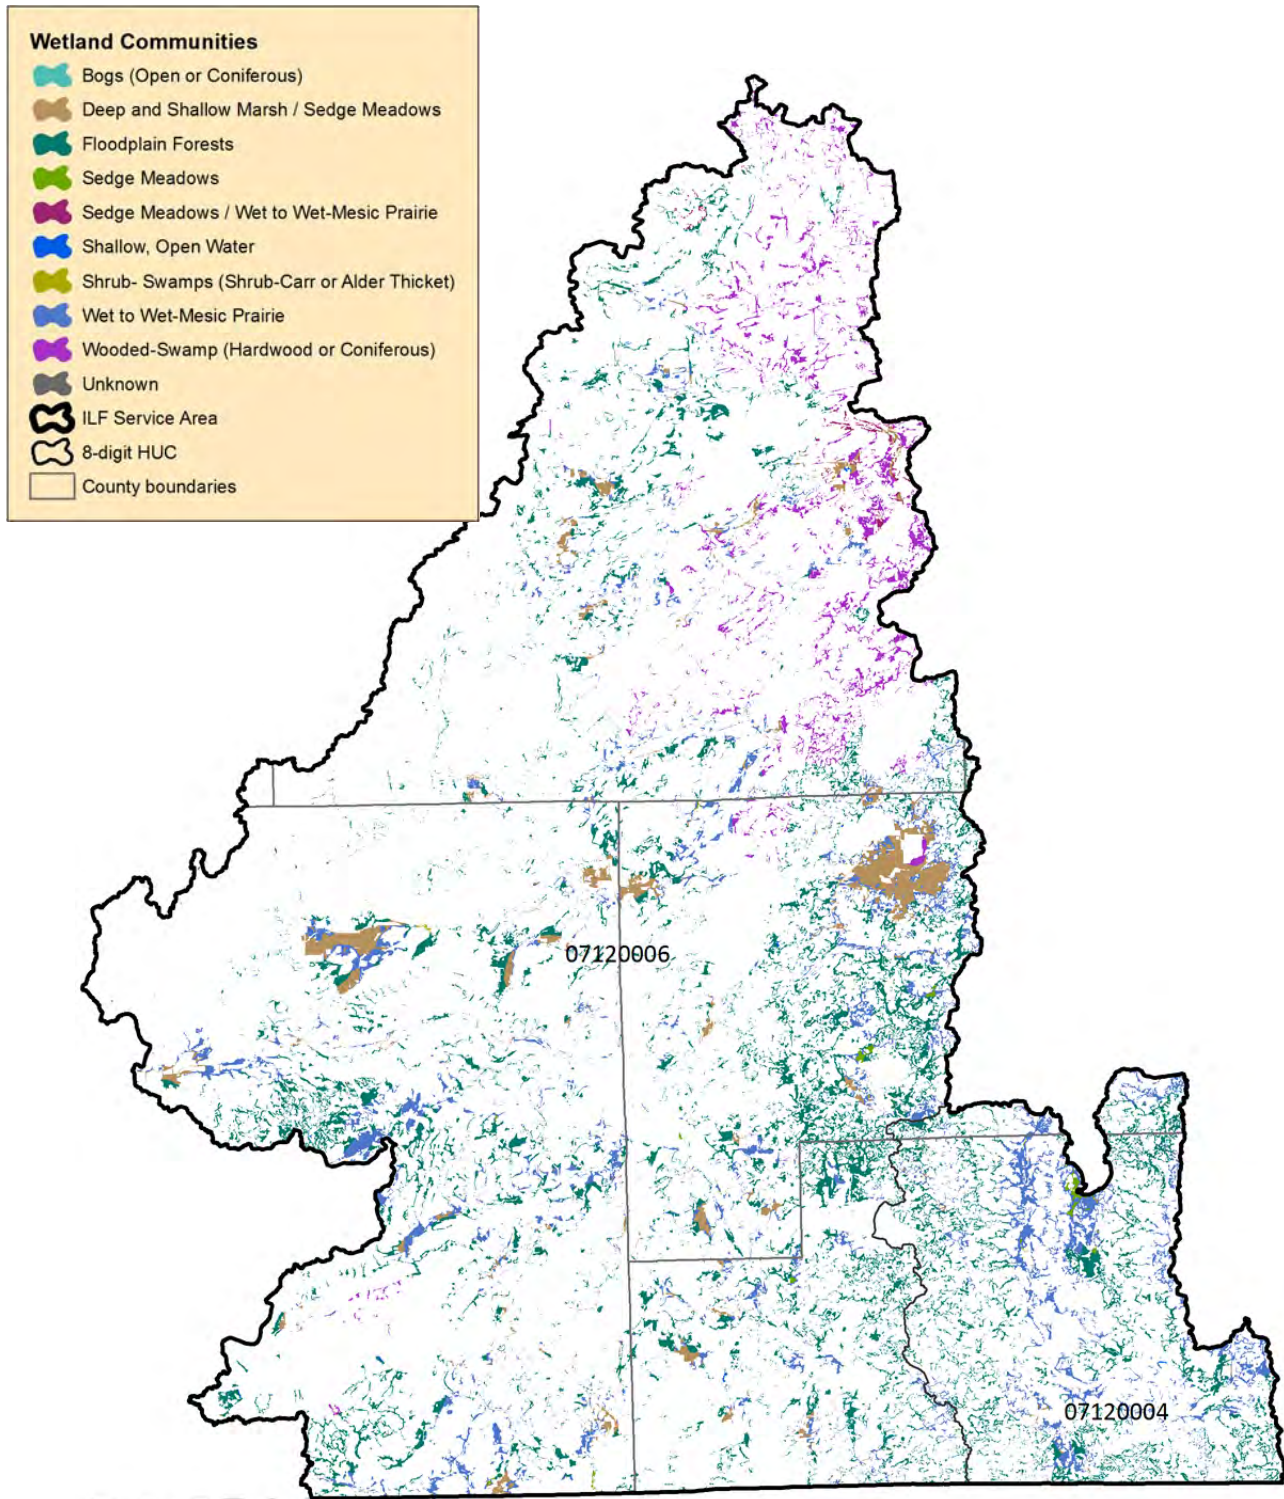 Wetland Communities
Bogs (Open or Coniferous)
Deep and Shallow Marsh / Sedge Meadows
Floodplain Forests
Sedge Meadows
Sedge Meadows / Wet to Wet-Mesic Prairie
Shallow, Open Water
Shrub- Swamps (Shrub-Carr or Alder Thicket)
Wet to Wet-Mesic Prairie
Wooded-Swamp (Hardwood or Coniferous)
Unknown
ILF Service Area
8-digit HUC
County boundaries
07120006
07120004